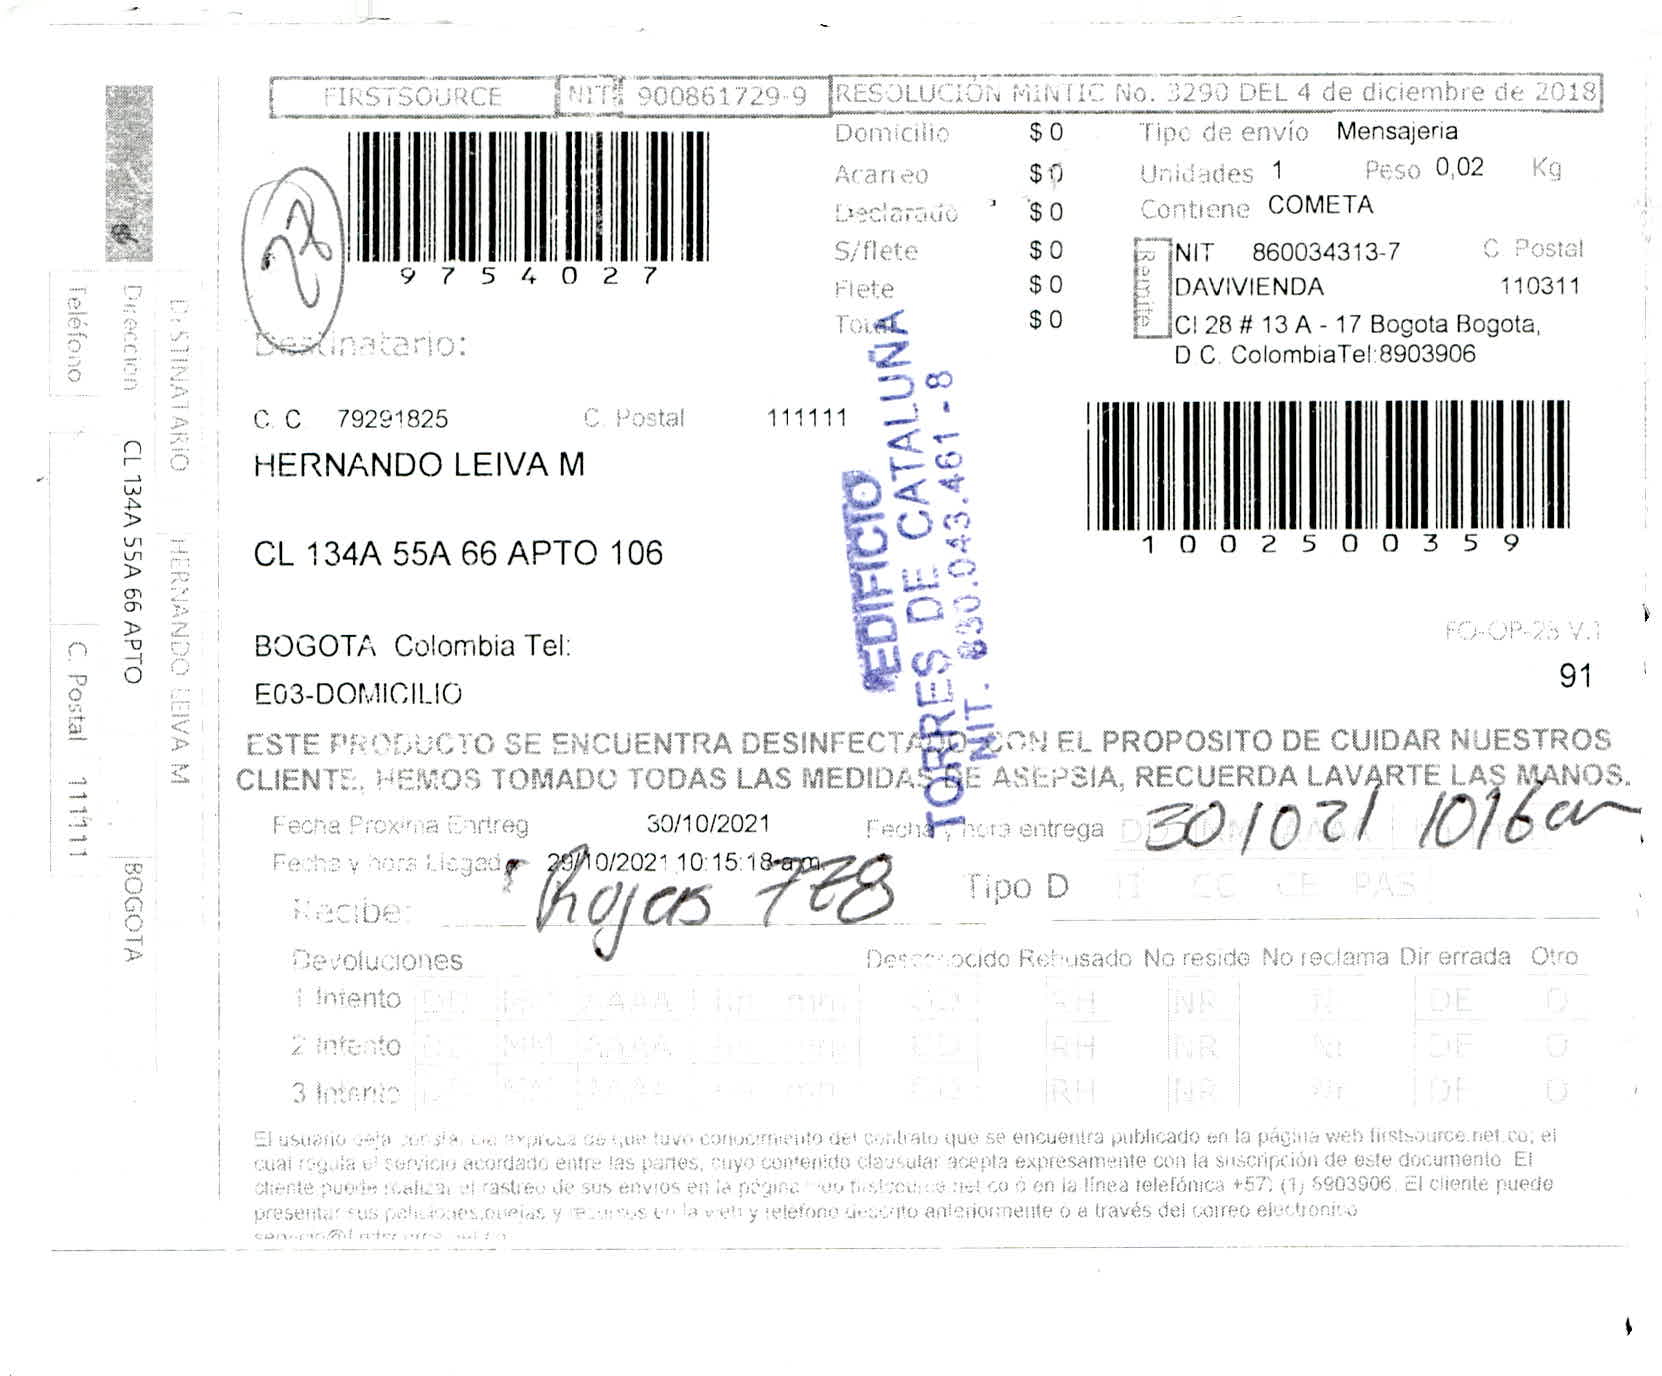 FIRSTSOURCE NIT 900861729-9 RESOLUCIÓN MINTIC No. 3290 DEL 4 de diciembre de 2018
Domicilio $ 0 Tipo de envío Mensajeria
Acarreo $ 0 Unidades 1 Peso 0,02 Kg
Declarado $ 0 Contiene COMETA
S/flete $ 0
Flete $ 0
Total $ 0
Remite
NIT 860034313-7 C. Postal
DAVIVIENDA 110311
Cl 28 # 13 A - 17 Bogota Bogota,
D C. ColombiaTel:8903906
9754027
Destinatario:
C. C. 79291825 C. Postal 111111
HERNANDO LEIVA M
CL 134A 55A 66 APTO 106
BOGOTA Colombia Tel:
E03-DOMICILIO
1002500359
FO-OP-25 V.1
91
EDIFICIO
TORRES DE CATALUÑA
NIT. 830.043.461 - 8
ESTE PRODUCTO SE ENCUENTRA DESINFECTADO, CON EL PROPOSITO DE CUIDAR NUESTROS
CLIENTE, HEMOS TOMADO TODAS LAS MEDIDAS DE ASEPSIA, RECUERDA LAVARTE LAS MANOS.
Fecha Proxima Entreg 30/10/2021 Fecha y hora entrega 301021 1016am
Fecha y hora Llegada 29/10/2021 10:15:18 a.m.
Recibe: Rojas 778 Tipo D TI CC CE PAS
Devoluciones Desconocido Rehusado No reside No reclama Dir errada Otro
1 Intento DD MM AAAA hh mm CD RH NR Nr DE O
2 Intento DD MM AAAA hh mm CD RH NR Nr DE O
3 Intento DD MM AAAA hh mm CD RH NR Nr DE O
El usuario deja constancia expresa de que tuvo conocimiento del contrato que se encuentra publicado en la página web firstsource.net.co; el
cual regula el servicio acordado entre las partes, cuyo contenido clausular acepta expresamente con la suscripción de este documento. El
cliente puede realizar el rastreo de sus envios en la página web firstsource.net.co ó en la línea telefónica +57: (1) 8903906. El cliente puede
presentar sus peticiones,quejas y recursos en la web y teléfono descrito anteriormente o a través del correo electronico
DESTINATARIO HERNANDO LEIVA M
Dirección CL 134A 55A 66 APTO BOGOTA
Teléfono C. Postal 111111